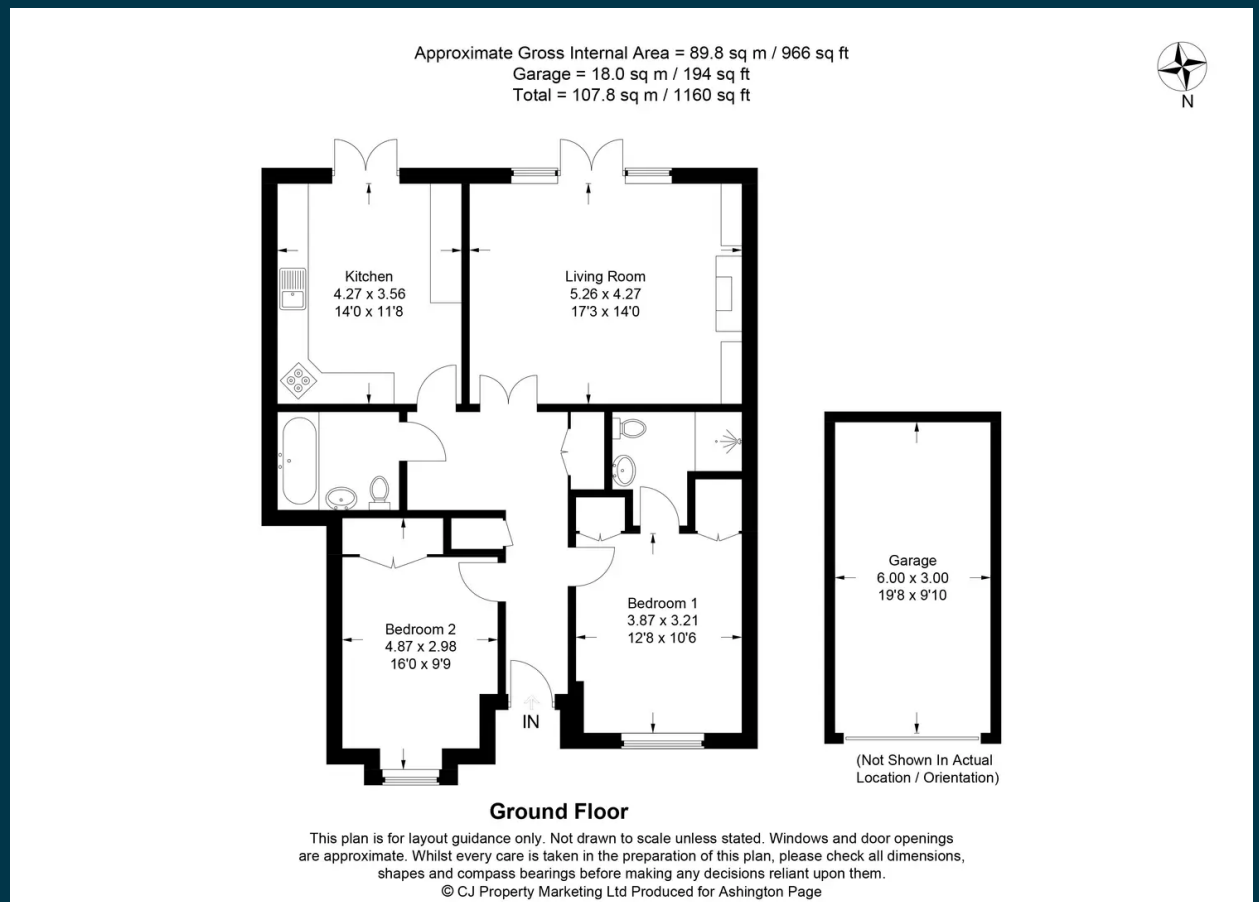 Approximate Gross Internal Area = 89.8 sq m / 966 sq ft
Garage = 18.0 sq m / 194 sq ft
Total = 107.8 sq m / 1160 sq ft
N
Kitchen
4.27 x 3.56
14'0 x 11'8
Living Room
5.26 x 4.27
17'3 x 14'0
Bedroom 2
4.87 x 2.98
16'0 x 9'9
Bedroom 1
3.87 x 3.21
12'8 x 10'6
IN
Garage
6.00 x 3.00
19'8 x 9'10
(Not Shown In Actual
Location / Orientation)
Ground Floor
This plan is for layout guidance only. Not drawn to scale unless stated. Windows and door openings
are approximate. Whilst every care is taken in the preparation of this plan, please check all dimensions,
shapes and compass bearings before making any decisions reliant upon them.
© CJ Property Marketing Ltd Produced for Ashington Page